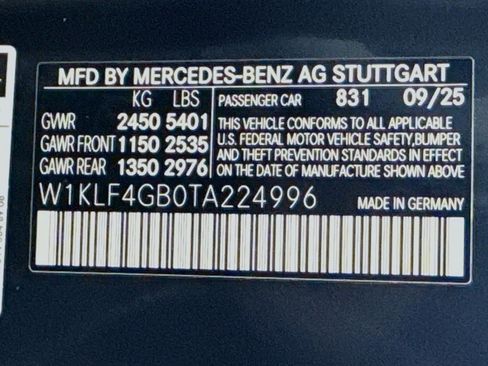 MFD BY MERCEDES-BENZ AG STUTTGART
KG LBS PASSENGER CAR 831 09/25
GVWR 2450 5401 THIS VEHICLE CONFORMS TO ALL APPLICABLE
GAWR FRONT 1150 2535 U.S. FEDERAL MOTOR VEHICLE SAFETY,BUMPER
AND THEFT PREVENTION STANDARDS IN EFFECT
GAWR REAR 1350 2976 ON THE DATE OF MANUFACTURE SHOWN ABOVE
W1KLF4GB0TA224996 MADE IN GERMANY